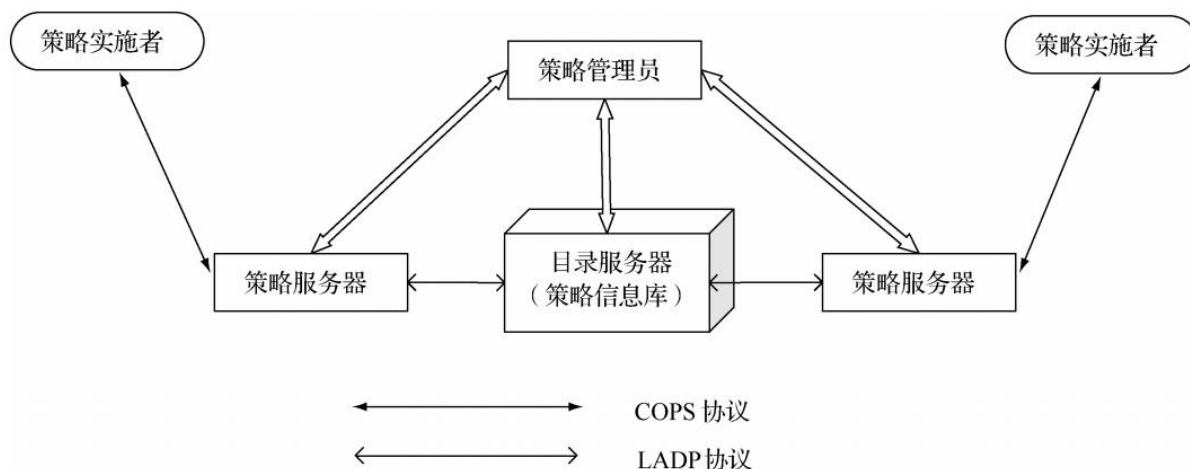 策略实施者
策略管理员
策略实施者
策略服务器
目录服务器
（策略信息库）
策略服务器
COPS 协议
LADP 协议